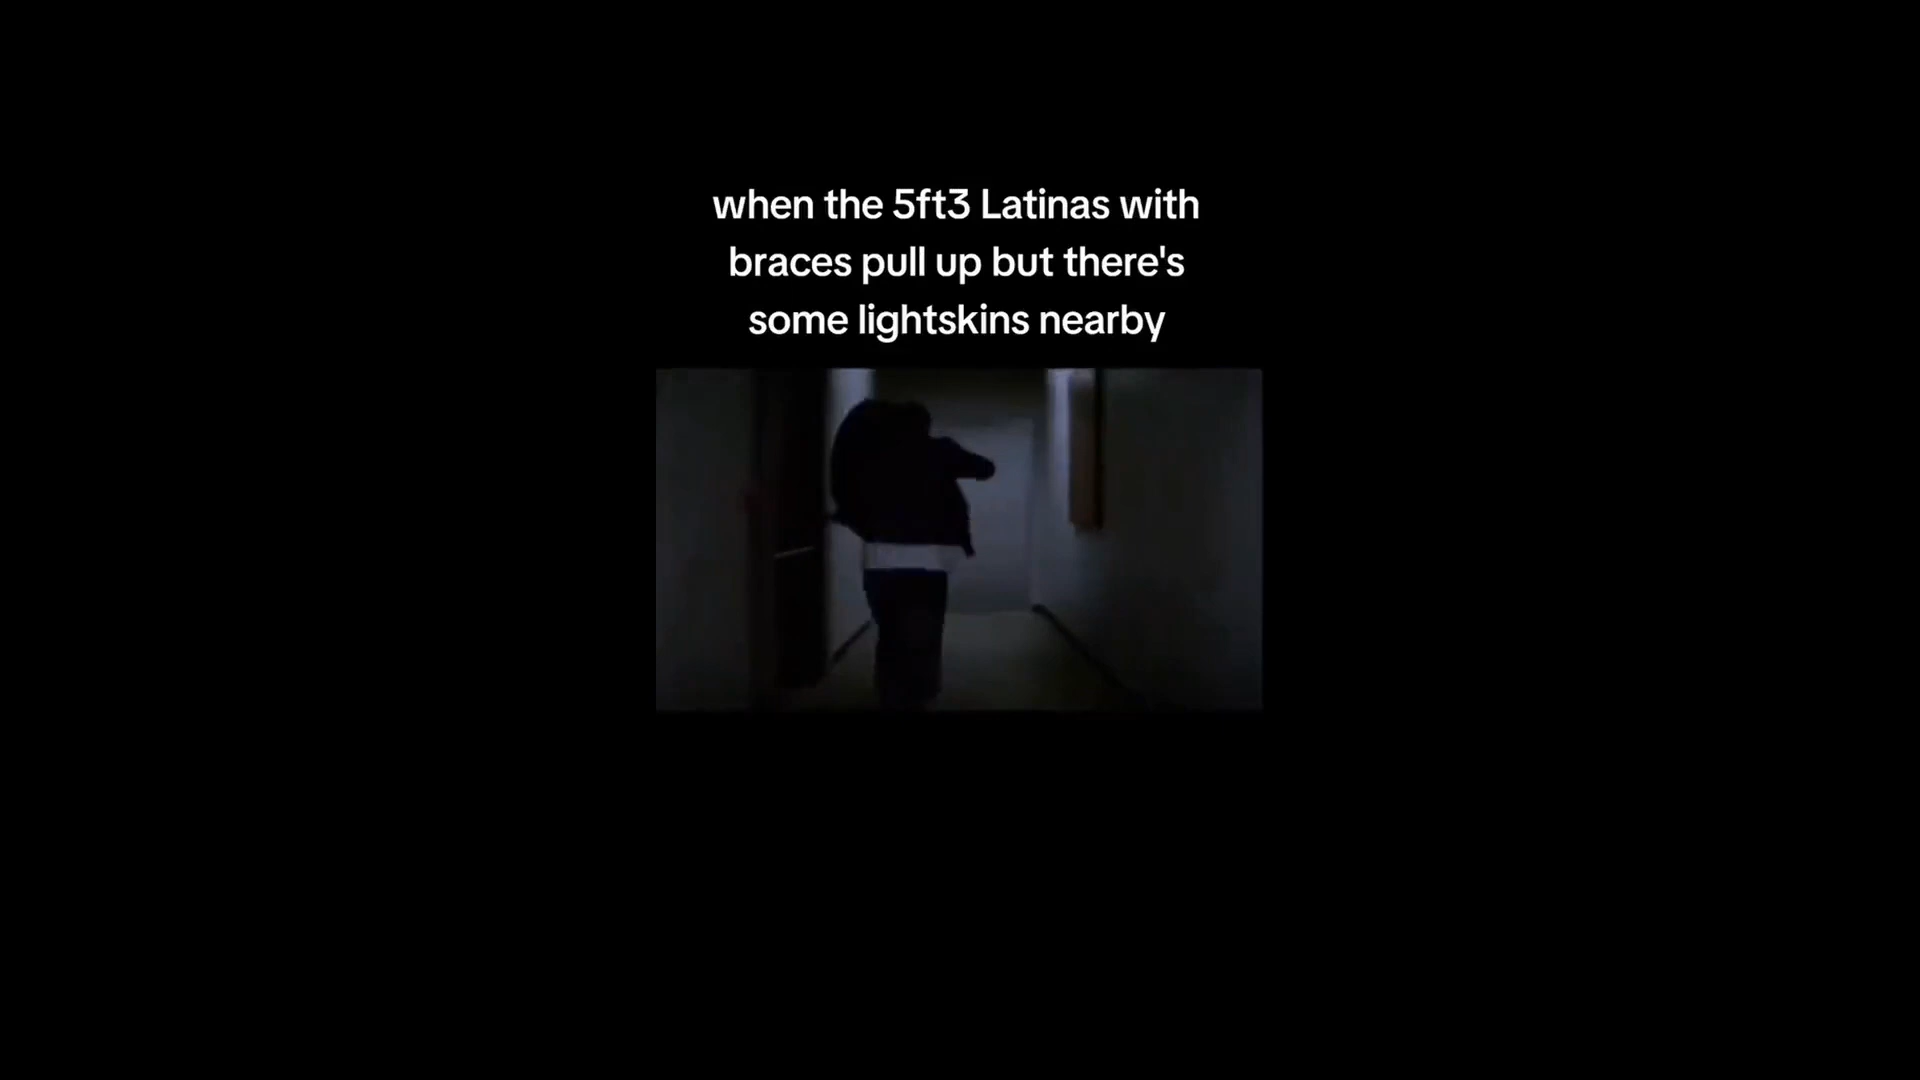 when the 5ft3 Latinas with
braces pull up but there's
some lightskins nearby